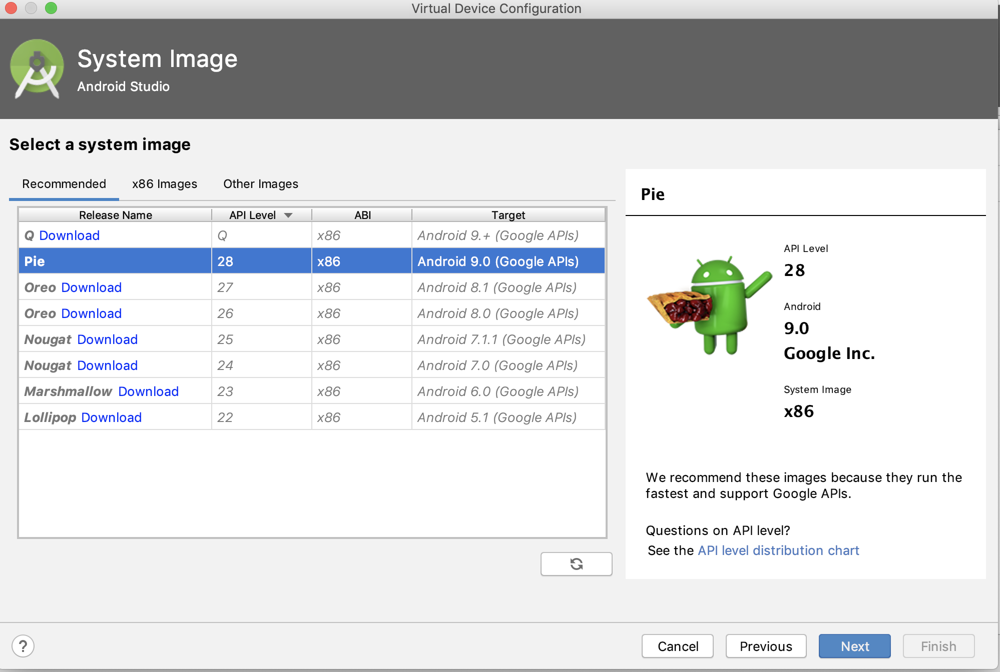 Virtual Device Configuration
System Image
Android Studio
Select a system image
Recommended x86 Images Other Images
Release Name API Level ABI Target
Q Download Q x86 Android 9.+ (Google APIs)
Pie 28 x86 Android 9.0 (Google APIs)
Oreo Download 27 x86 Android 8.1 (Google APIs)
Oreo Download 26 x86 Android 8.0 (Google APIs)
Nougat Download 25 x86 Android 7.1.1 (Google APIs)
Nougat Download 24 x86 Android 7.0 (Google APIs)
Marshmallow Download 23 x86 Android 6.0 (Google APIs)
Lollipop Download 22 x86 Android 5.1 (Google APIs)
Pie
API Level
28
Android
9.0
Google Inc.
System Image
x86
We recommend these images because they run the
fastest and support Google APIs.
Questions on API level?
See the API level distribution chart
? Cancel Previous Next Finish